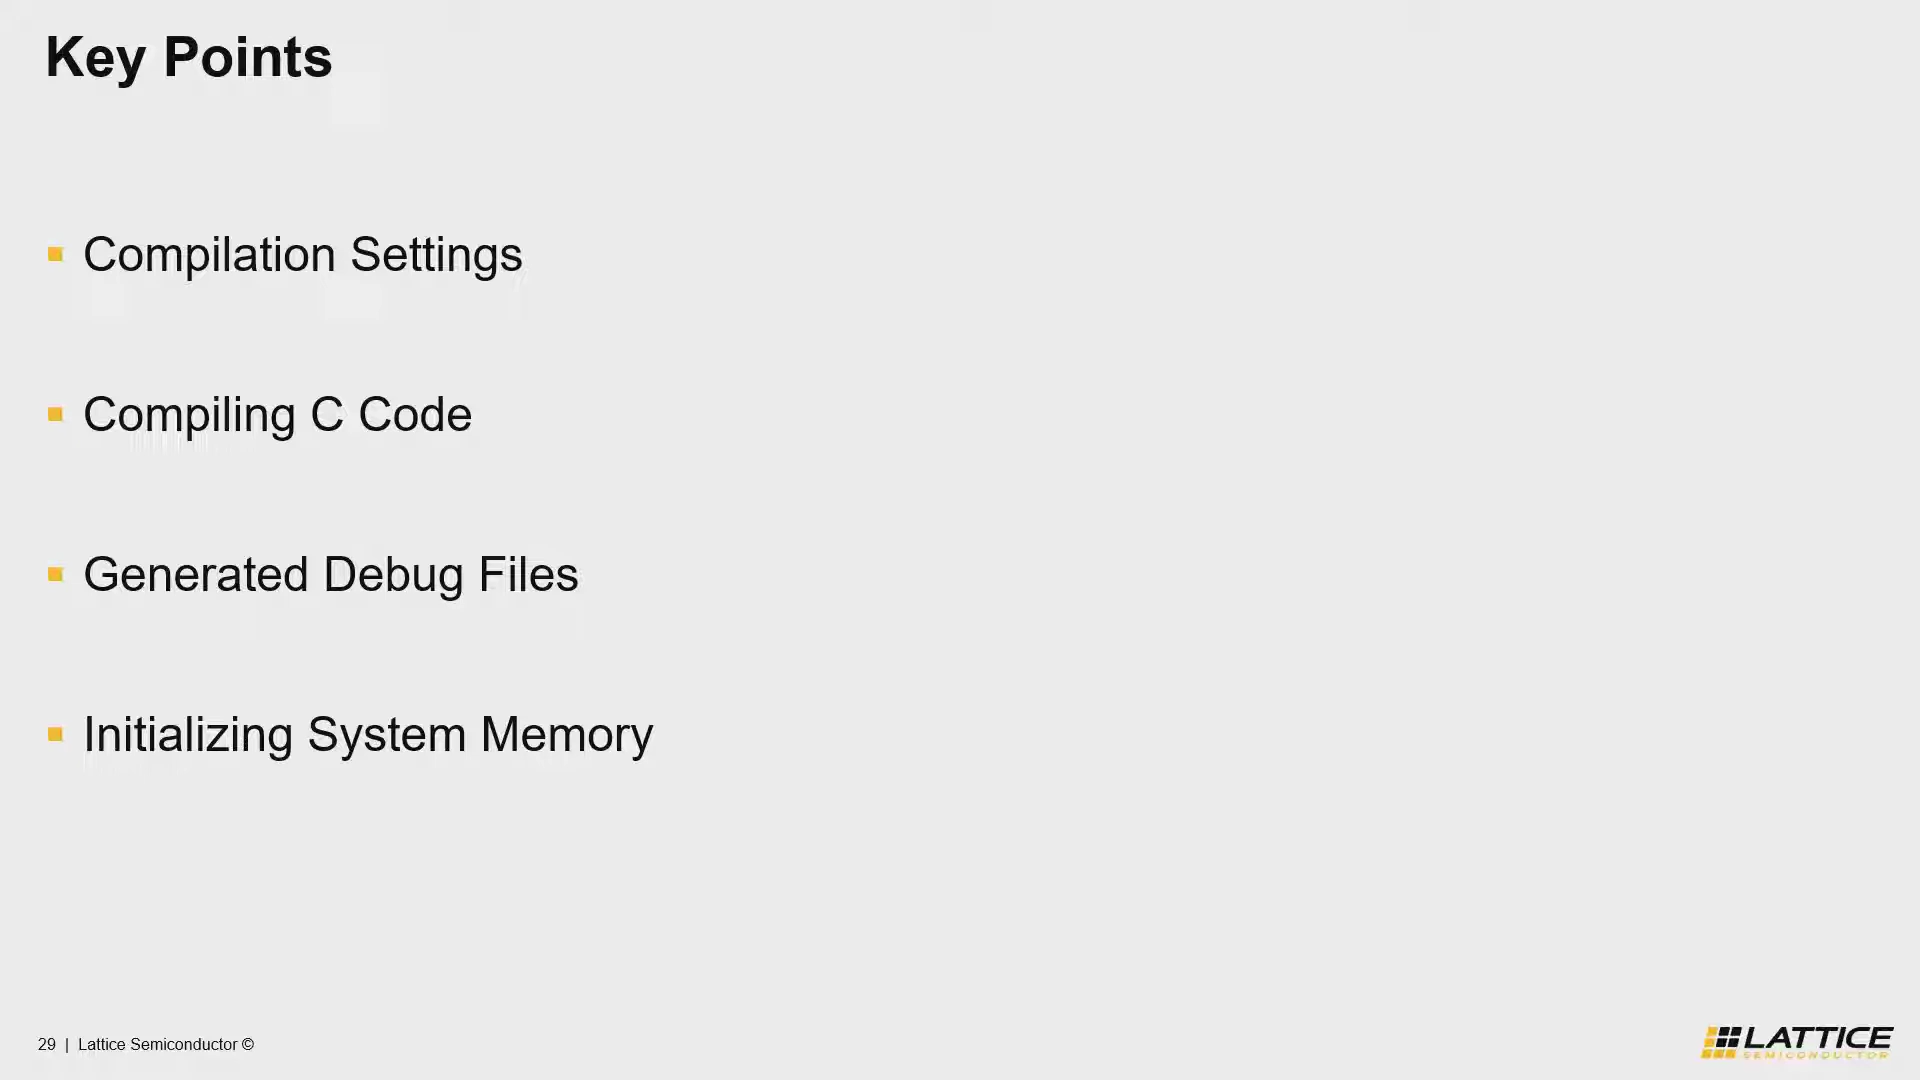 Key Points
Compilation Settings
Compiling C Code
Generated Debug Files
Initializing System Memory
29 | Lattice Semiconductor ©
LATTICE
SEMICONDUCTOR